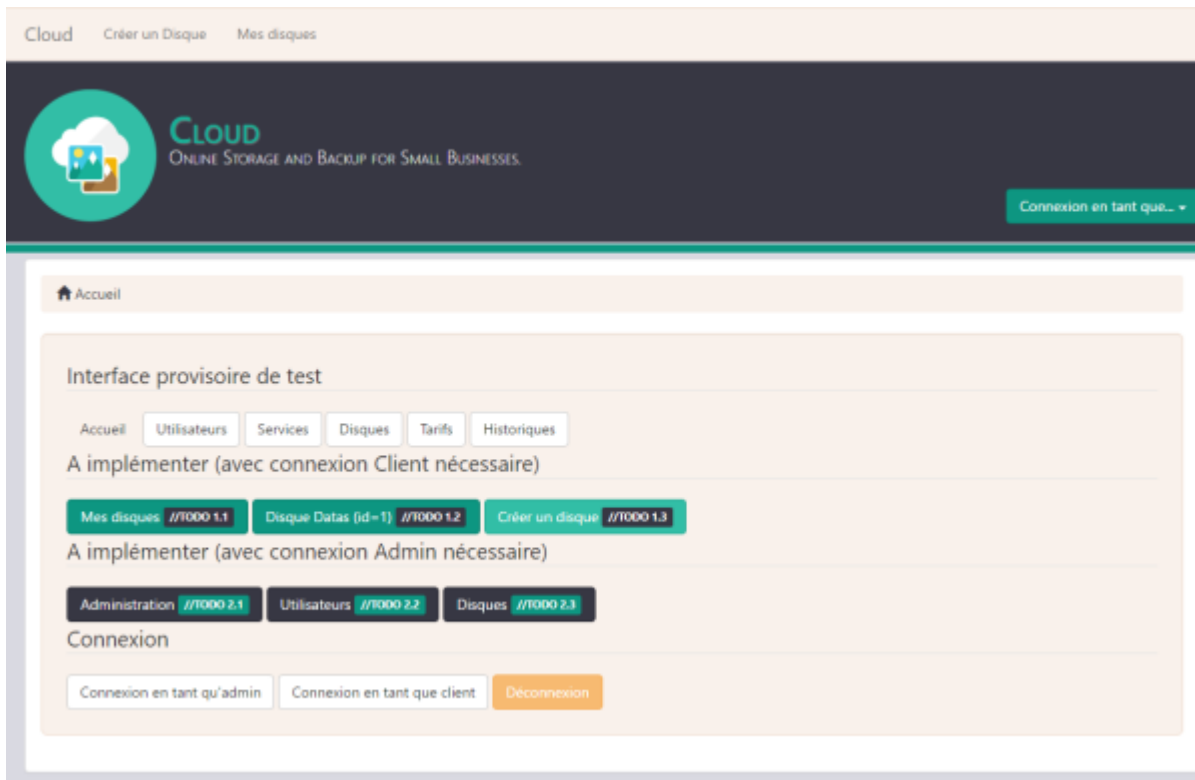 Cloud Créer un Disque Mes disques
Cloud
Online Storage and Backup for Small Businesses.
Connexion en tant que...
Accueil
Interface provisoire de test
Accueil Utilisateurs Services Disques Tarifs Historiques
A implémenter (avec connexion Client nécessaire)
Mes disques //TODO 1.1 Disque Datas (id=1) //TODO 1.2 Créer un disque //TODO 1.3
A implémenter (avec connexion Admin nécessaire)
Administration //TODO 2.1 Utilisateurs //TODO 2.2 Disques //TODO 2.3
Connexion
Connexion en tant qu'admin Connexion en tant que client Déconnexion